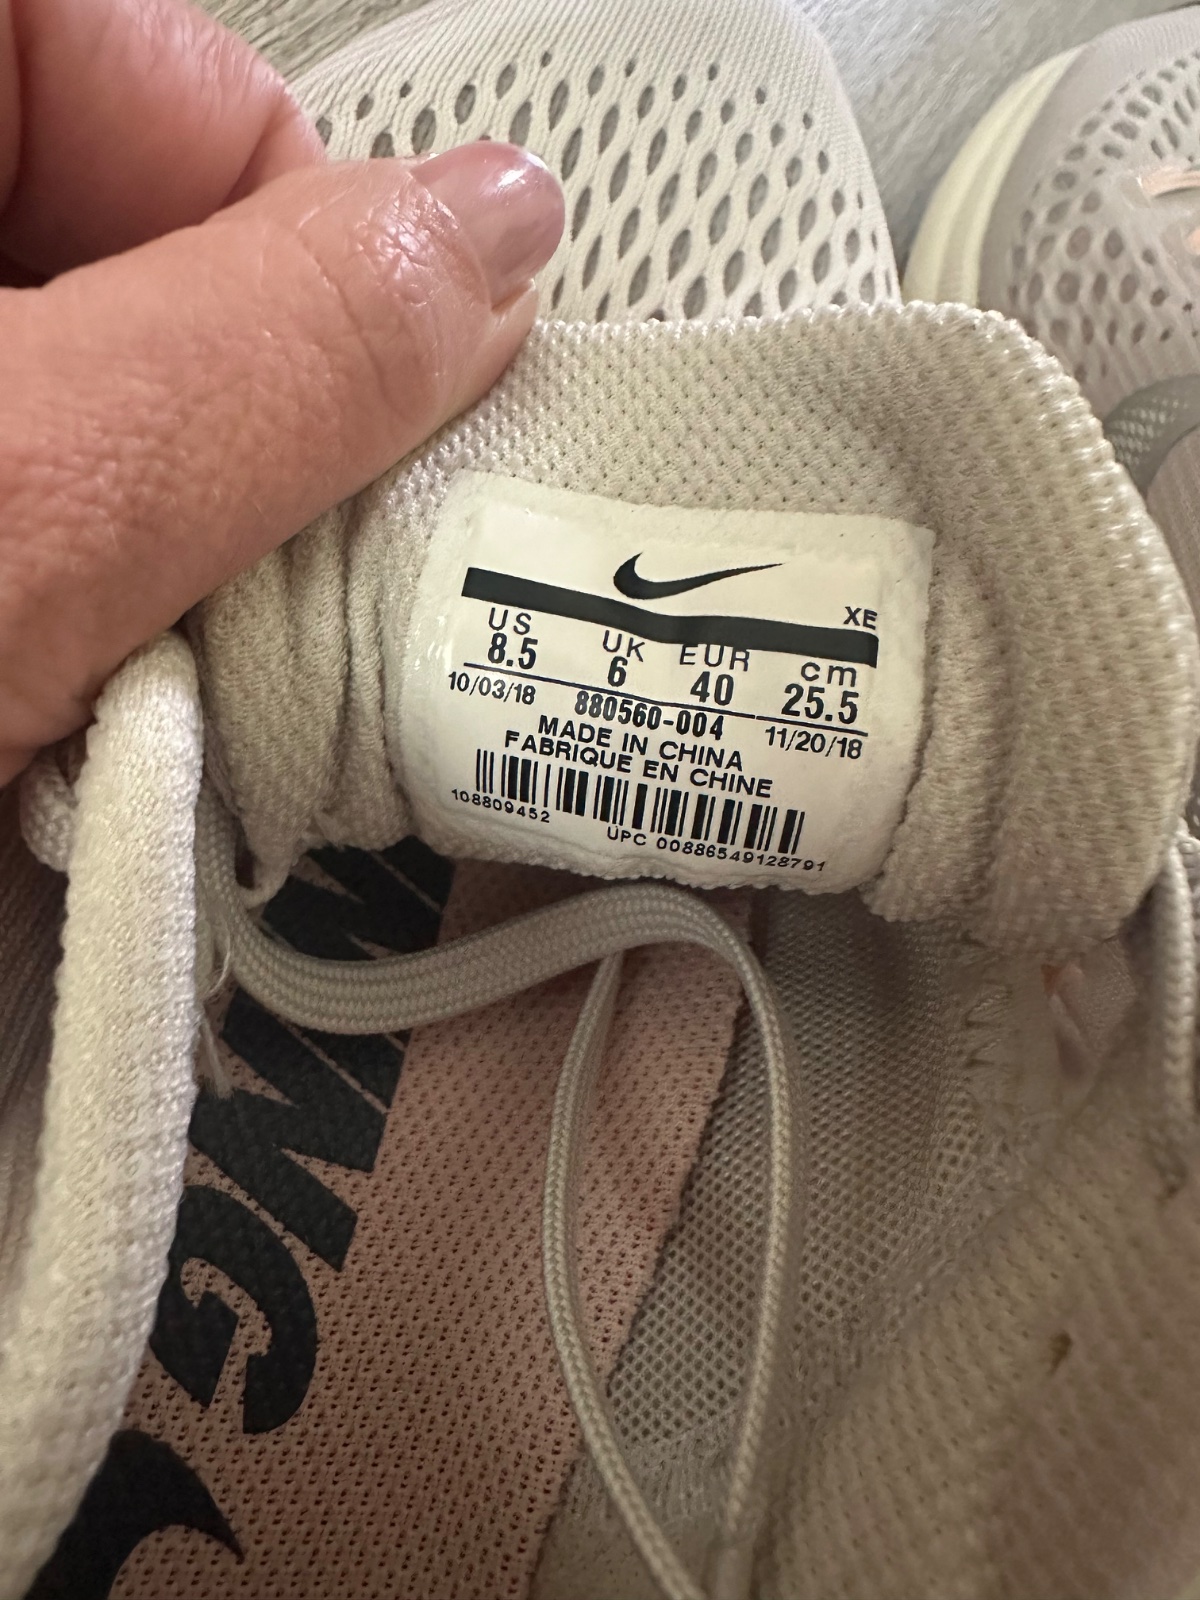 XE
US UK EUR cm
8.5 6 40 25.5
10/03/18 880560-004 11/20/18
MADE IN CHINA
FABRIQUE EN CHINE
108809452
UPC 00886549128791